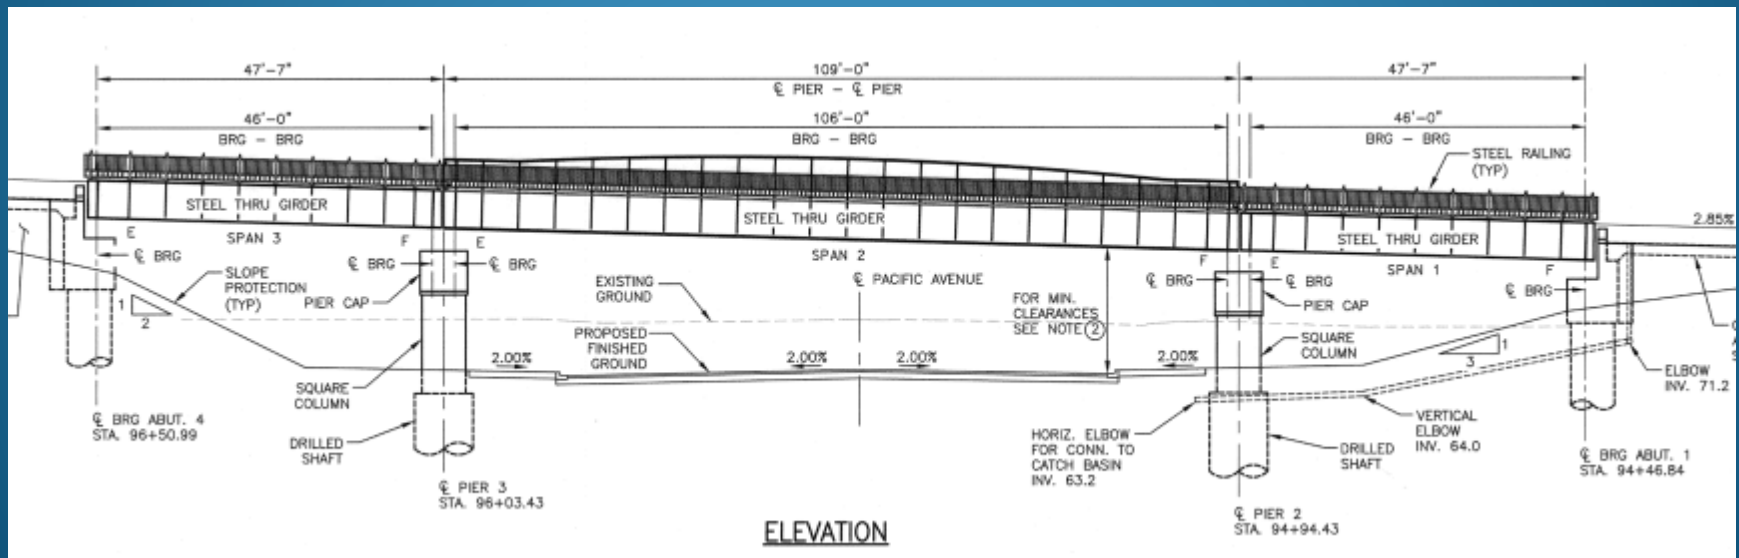 47'-7"
109'-0"
47'-7"
℄ PIER - ℄ PIER
46'-0"
106'-0"
46'-0"
BRG - BRG
BRG - BRG
BRG - BRG
STEEL RAILING
(TYP)
STEEL THRU GIRDER
STEEL THRU GIRDER
STEEL THRU GIRDER
2.85%
E
SPAN 3
F
E
SPAN 2
F
E
SPAN 1
F
℄ BRG
℄ BRG
℄ BRG
℄ BRG
℄ BRG
℄ BRG
SLOPE
PROTECTION
(TYP)
1
2
PIER CAP
EXISTING
GROUND
℄ PACIFIC AVENUE
FOR MIN.
CLEARANCES
SEE NOTE 2
PIER CAP
PROPOSED
FINISHED
GROUND
SQUARE
COLUMN
1
3
2.00%
2.00%
2.00%
2.00%
SQUARE
COLUMN
ELBOW
INV. 71.2
℄ BRG ABUT. 4
STA. 96+50.99
DRILLED
SHAFT
HORIZ. ELBOW
FOR CONN. TO
CATCH BASIN
INV. 63.2
VERTICAL
ELBOW
INV. 64.0
DRILLED
SHAFT
℄ BRG ABUT. 1
STA. 94+46.84
℄ PIER 3
STA. 96+03.43
℄ PIER 2
STA. 94+94.43
ELEVATION